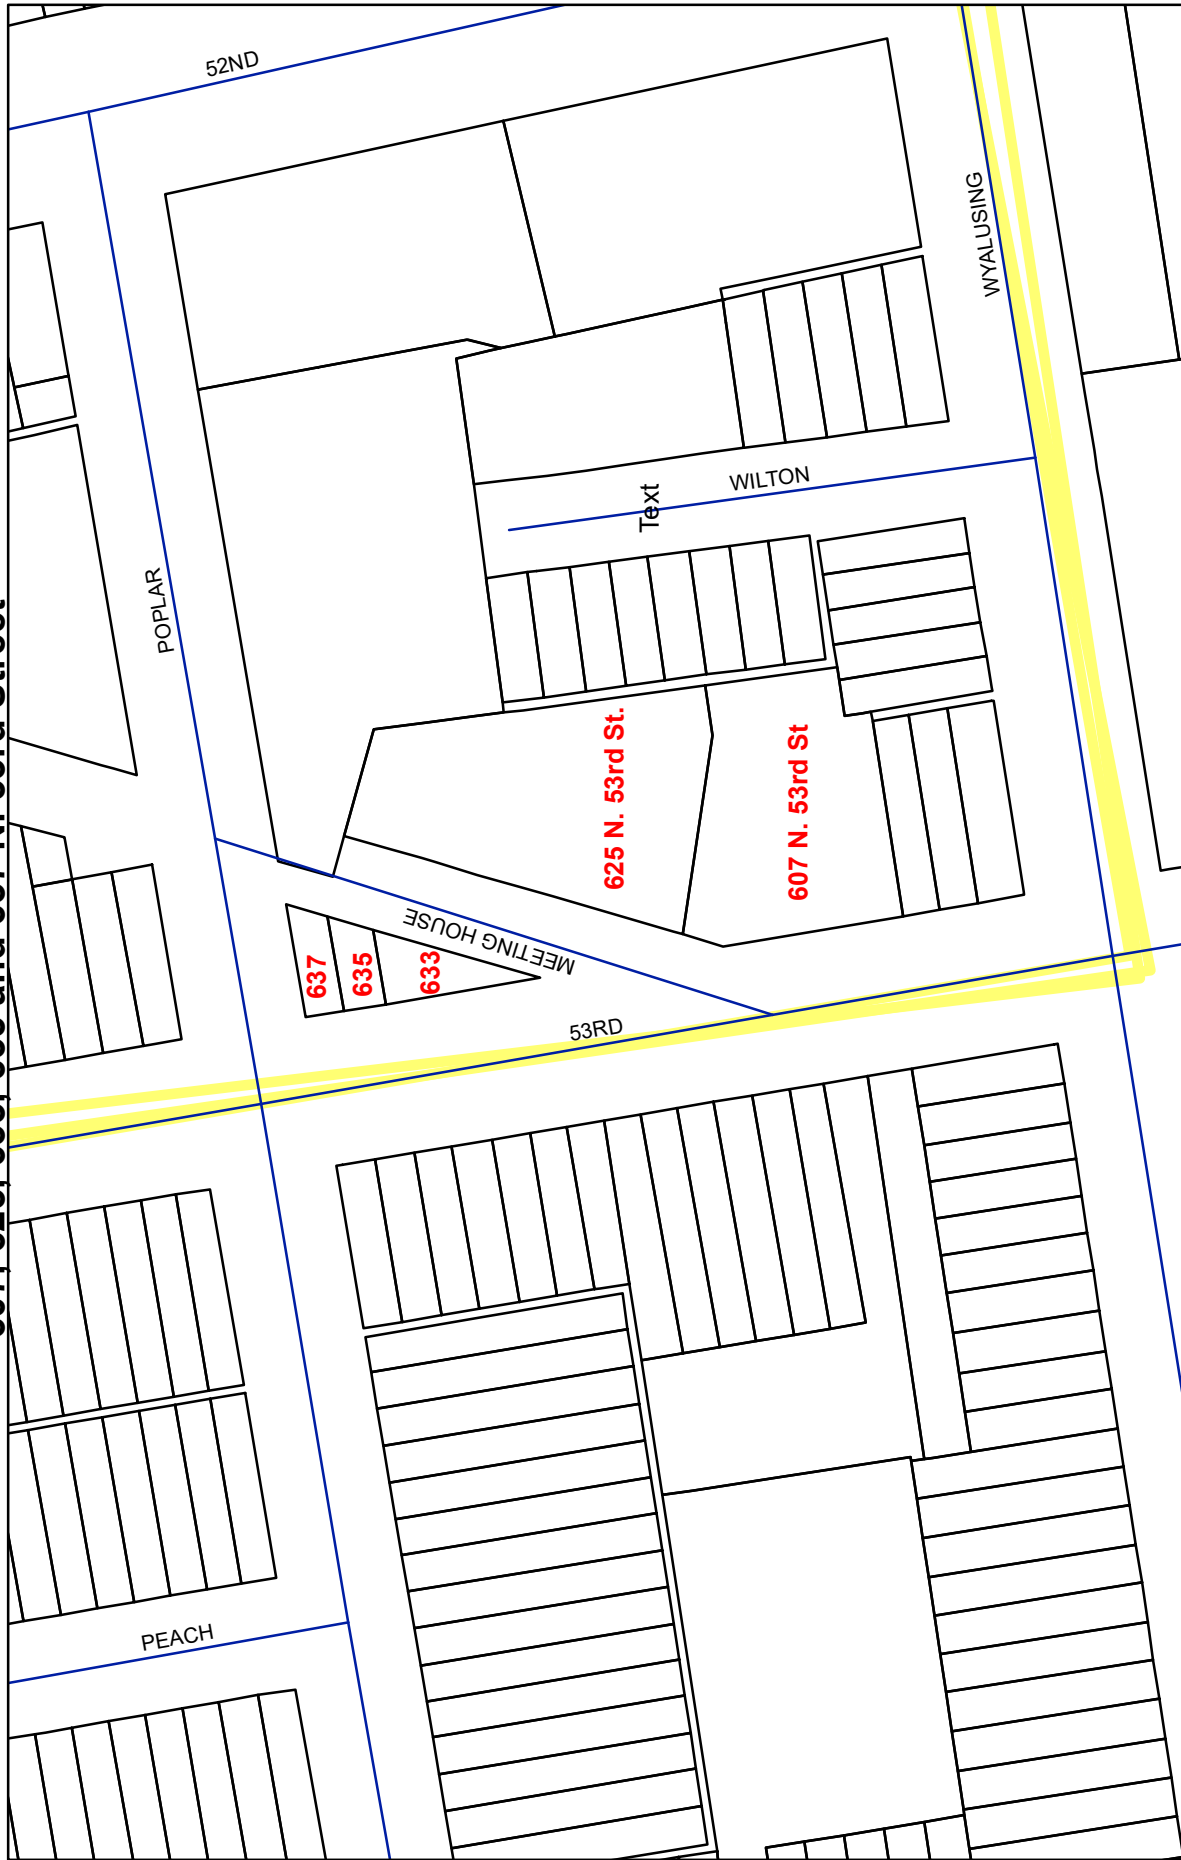 52ND
WYALUSING
WILTON
Text
POPLAR
625 N. 53rd St.
607 N. 53rd St
MEETING HOUSE
637
635
633
53RD
PEACH